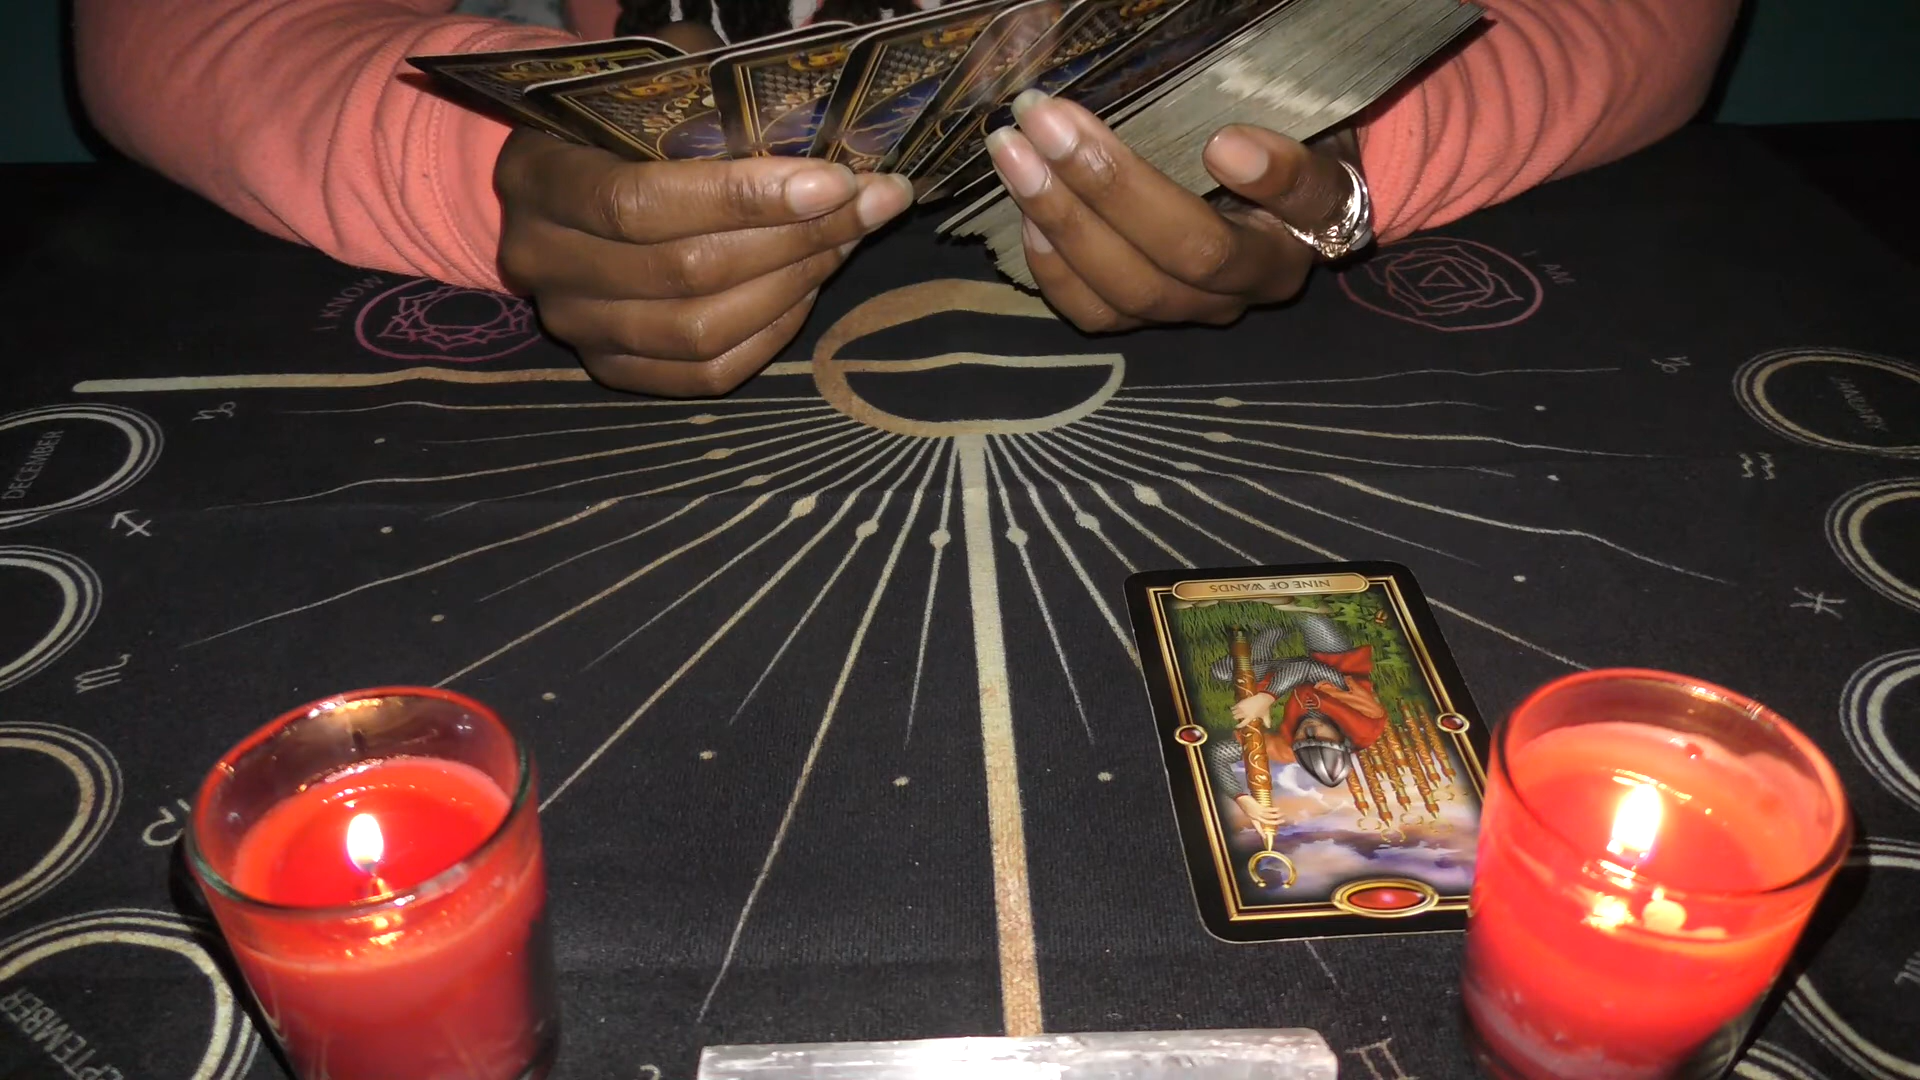 I KNOW
I AM
DECEMBER
JANUARY
NINE OF WANDS